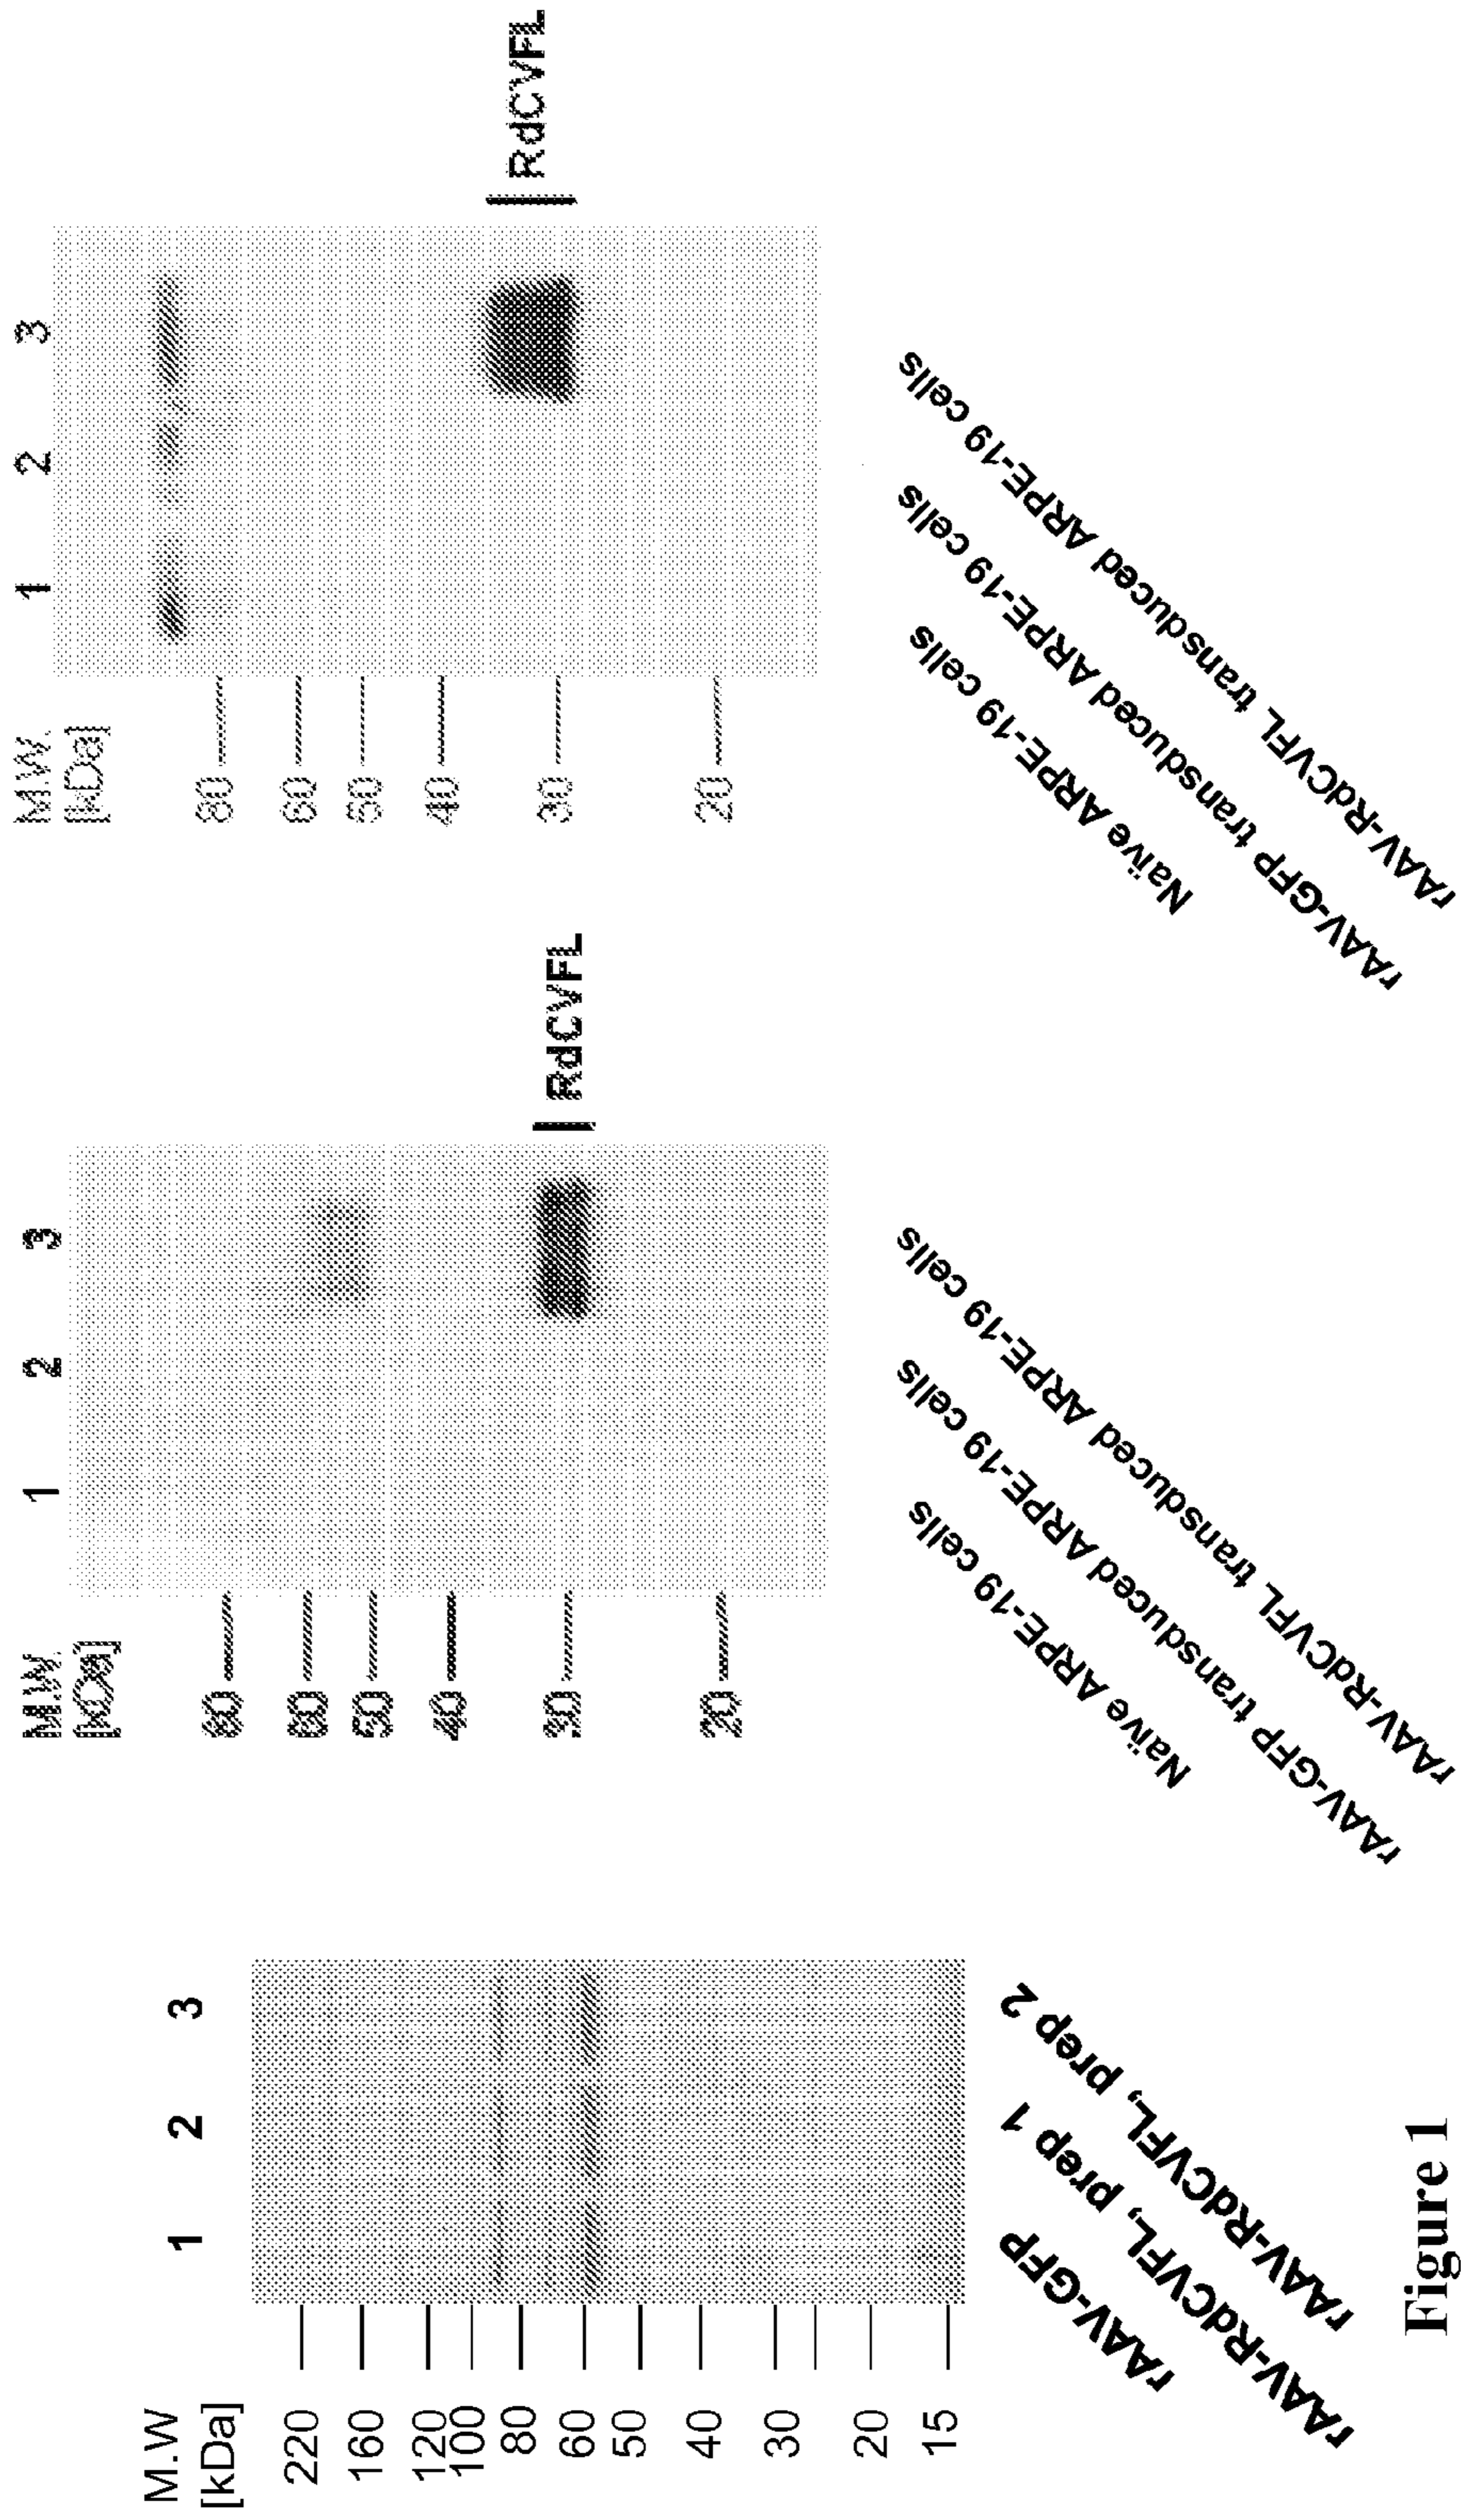 M.W
[kDa]
1
2
3
220
160
120
100
80
60
50
40
30
20
15
rAAV-GFP
rAAV-RdCVFL, prep 1
rAAV-RdCVFL, prep 2
M.W.
[kDa]
1
2
3
80
60
50
40
30
20
RdCVFL
Naïve ARPE-19 cells
rAAV-GFP transduced ARPE-19 cells
rAAV-RdCVFL transduced ARPE-19 cells
M.W.
[kDa]
1
2
3
80
60
50
40
30
20
RdCVFL
Naïve ARPE-19 cells
rAAV-GFP transduced ARPE-19 cells
rAAV-RdCVFL transduced ARPE-19 cells
Figure 1